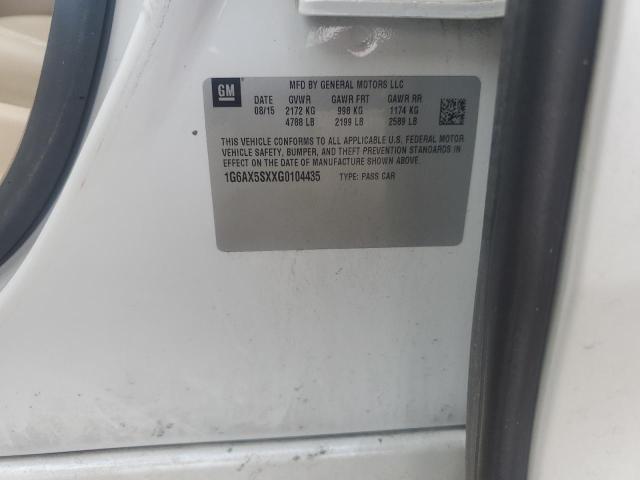 GM
MFD BY GENERAL MOTORS LLC
DATE GVWR GAWR FRT GAWR RR
08/15 2172 KG 998 KG 1174 KG
4788 LB 2199 LB 2589 LB
THIS VEHICLE CONFORMS TO ALL APPLICABLE U.S. FEDERAL MOTOR
VEHICLE SAFETY, BUMPER, AND THEFT PREVENTION STANDARDS IN
EFFECT ON THE DATE OF MANUFACTURE SHOWN ABOVE.
1G6AX5SXXG0104435 TYPE: PASS CAR